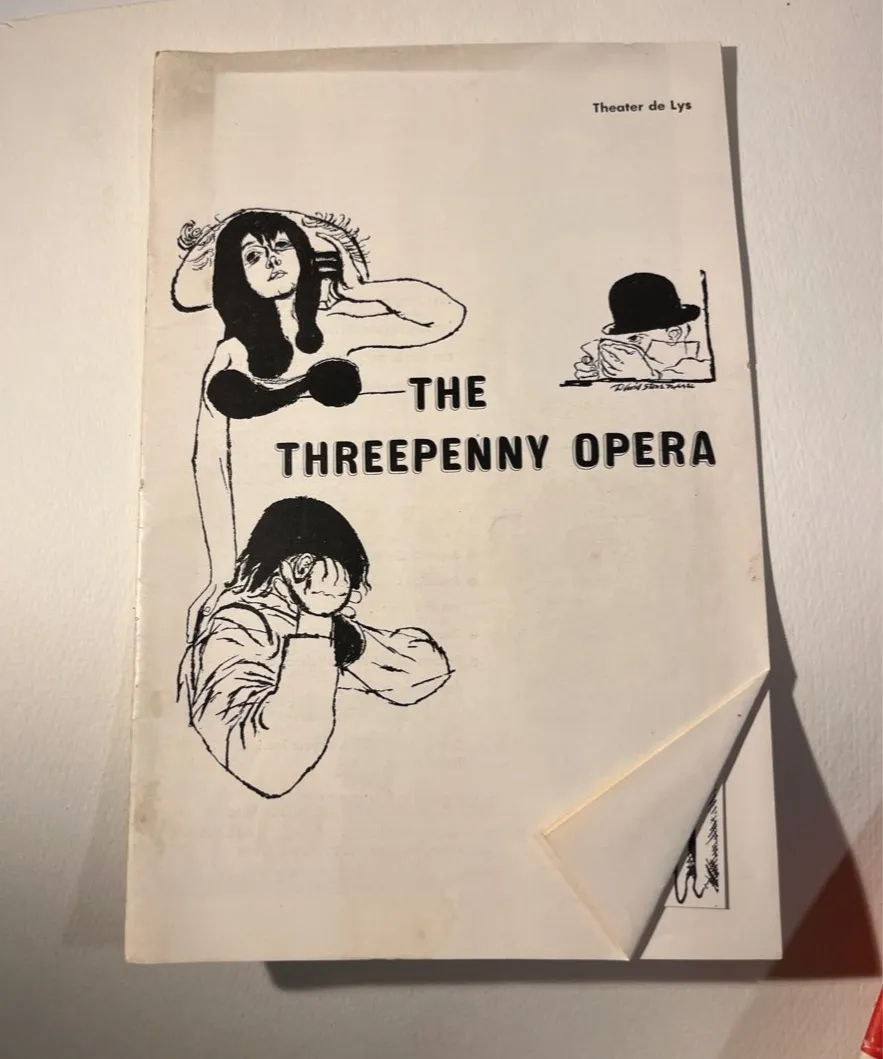 Theater de Lys
THE
THREEPENNY OPERA